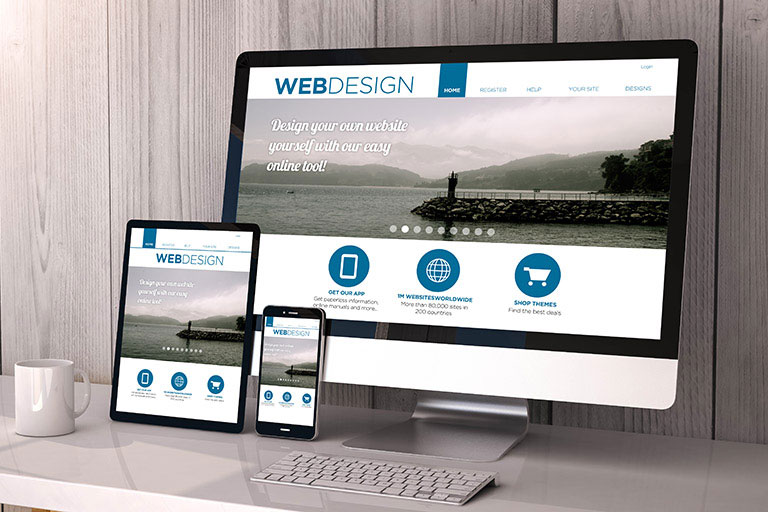 Login
WEBDESIGN
HOME REGISTER HELP YOUR SITE DESIGNS
Design your own website
yourself with our easy
online tool!
GET OUR APP
Get paperless information,
online manuels and more...
1M WEBSITESWORLDWIDE
More than 80,000 sites in
200 countries
SHOP THEMES
Find the best deals
HOME
WEBDESIGN
Design your own website
yourself with our easy
online tool!
WEBDESIGN